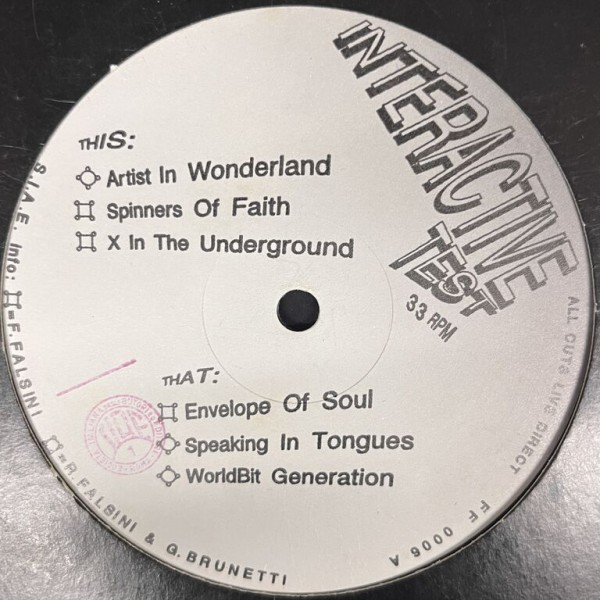 INTERACTIVE
TEST
33 RPM
THIS:
Artist In Wonderland
Spinners Of Faith
X In The Underground
THAT:
Envelope Of Soul
Speaking In Tongues
WorldBit Generation
S.I.A.E. Info: =F. FALSINI
=R. FALSINI & G. BRUNETTI
ALL CUTS LIVE DIRECT
FF 0006 A